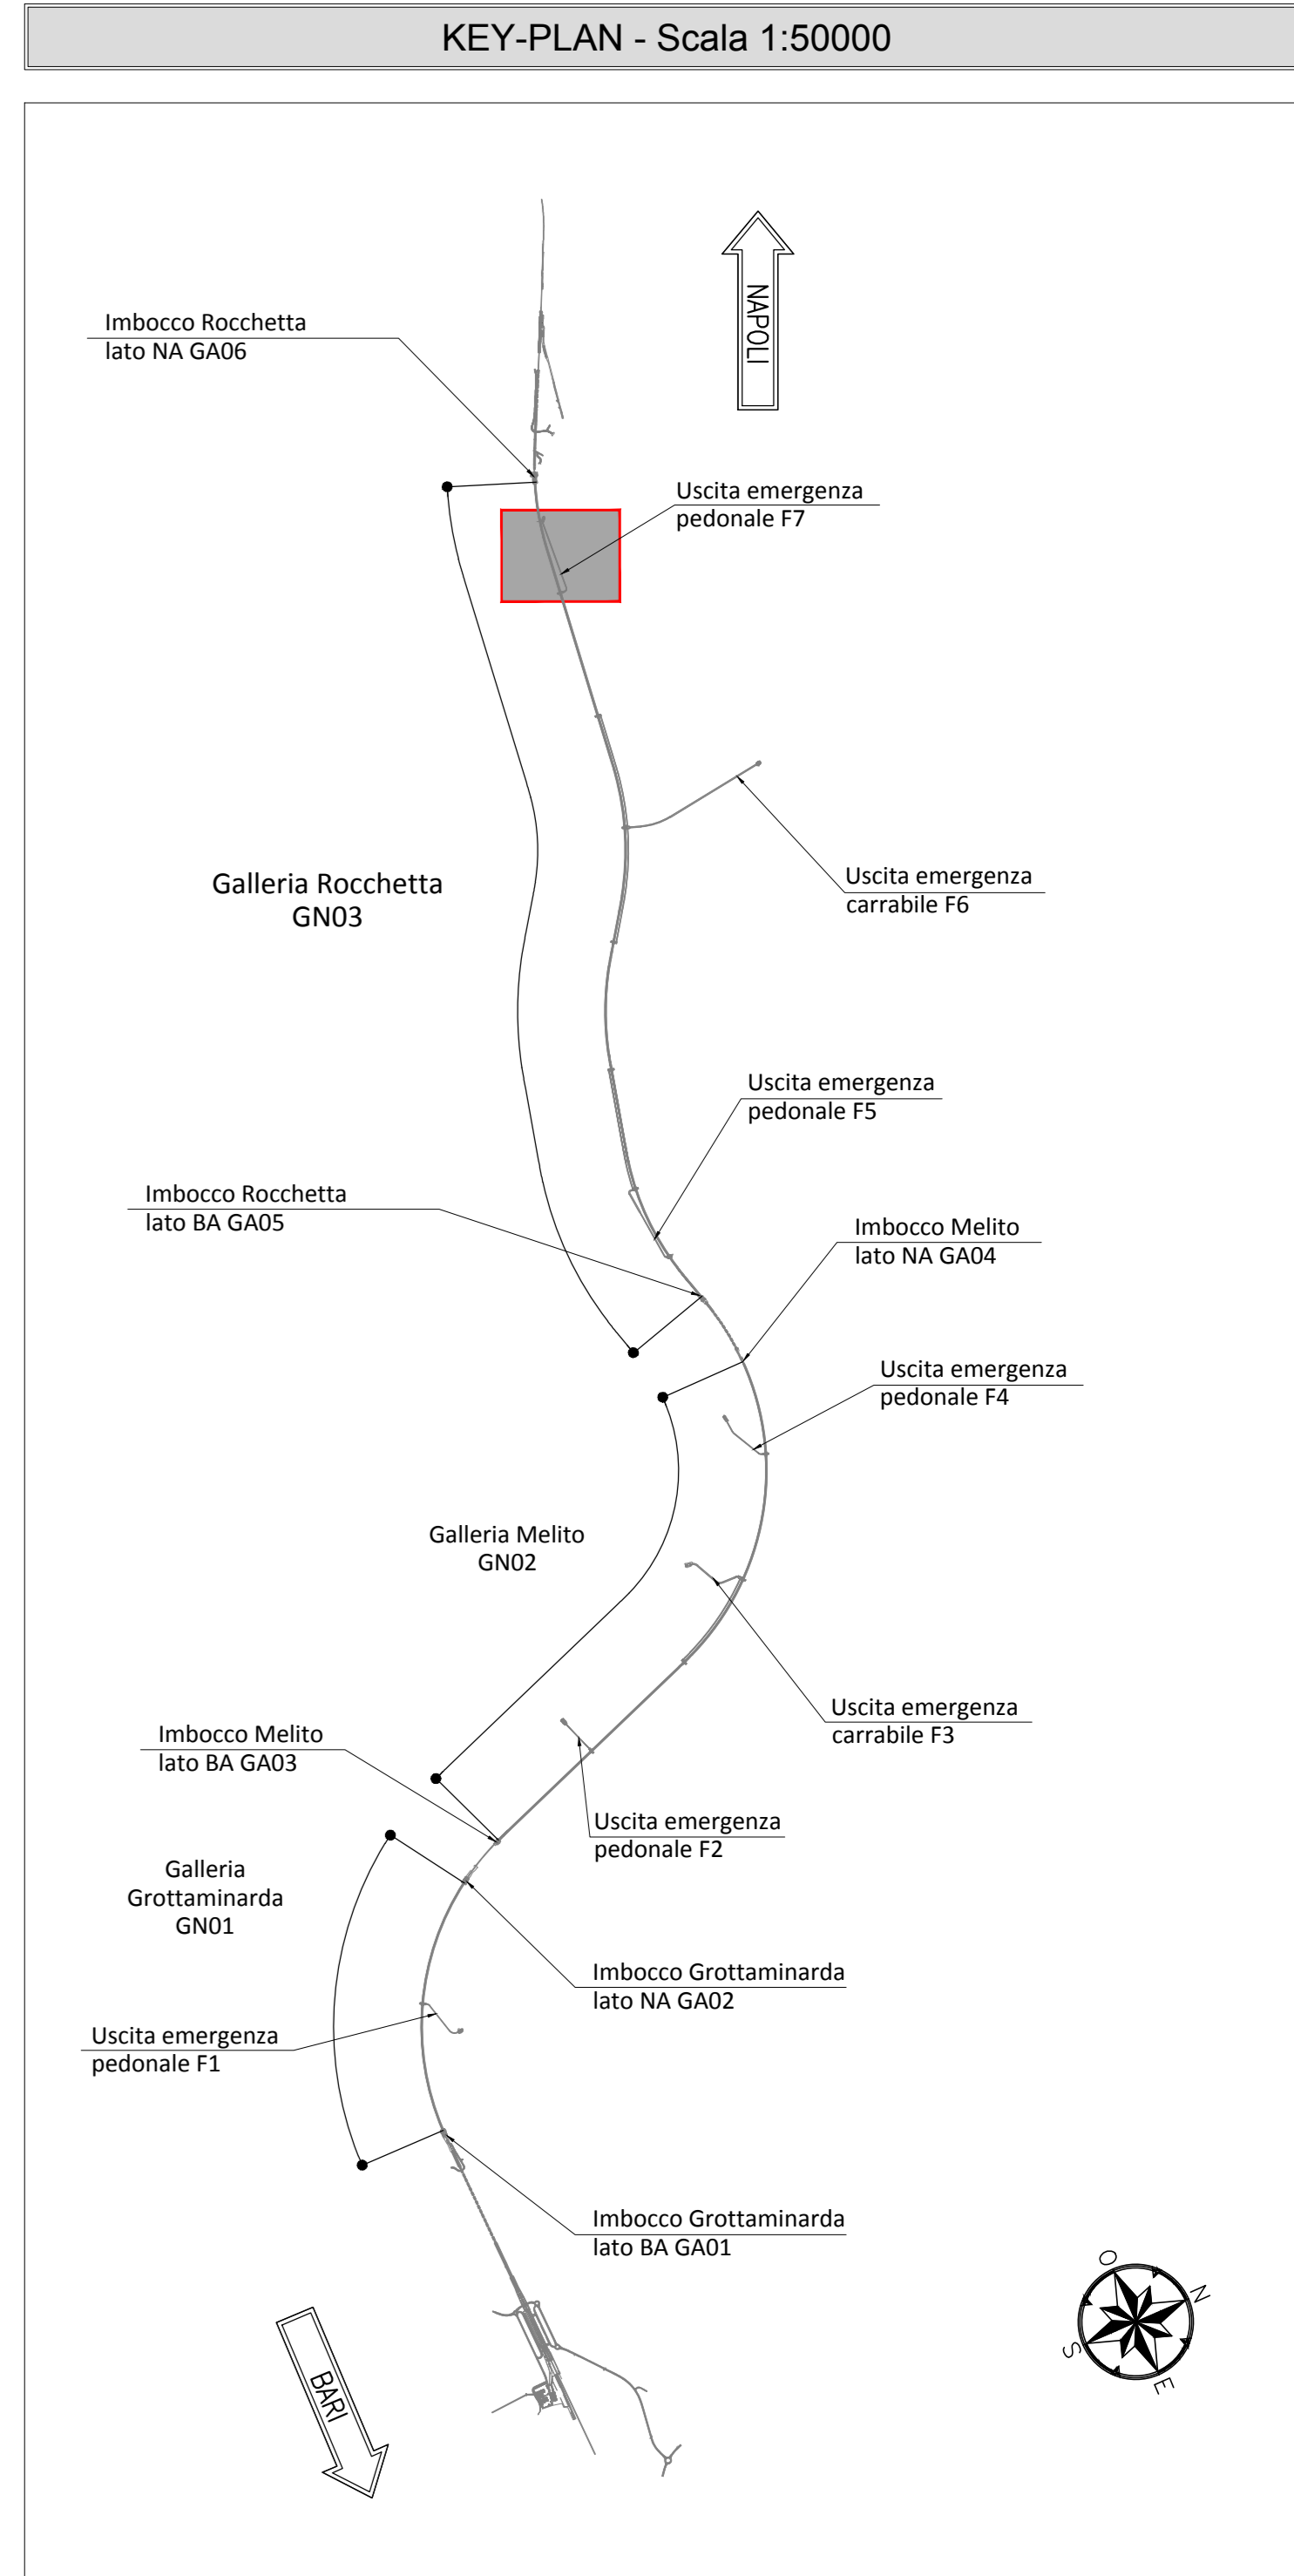 KEY-PLAN - Scala 1:50000
NAPOLI
Imbocco Rocchetta
lato NA GA06
Uscita emergenza
pedonale F7
Uscita emergenza
carrabile F6
Galleria Rocchetta
GN03
Uscita emergenza
pedonale F5
Imbocco Rocchetta
lato BA GA05
Imbocco Melito
lato NA GA04
Uscita emergenza
pedonale F4
Galleria Melito
GN02
Uscita emergenza
carrabile F3
Imbocco Melito
lato BA GA03
Uscita emergenza
pedonale F2
Galleria
Grottaminarda
GN01
Imbocco Grottaminarda
lato NA GA02
Uscita emergenza
pedonale F1
Imbocco Grottaminarda
lato BA GA01
O
N
S
E
BARI